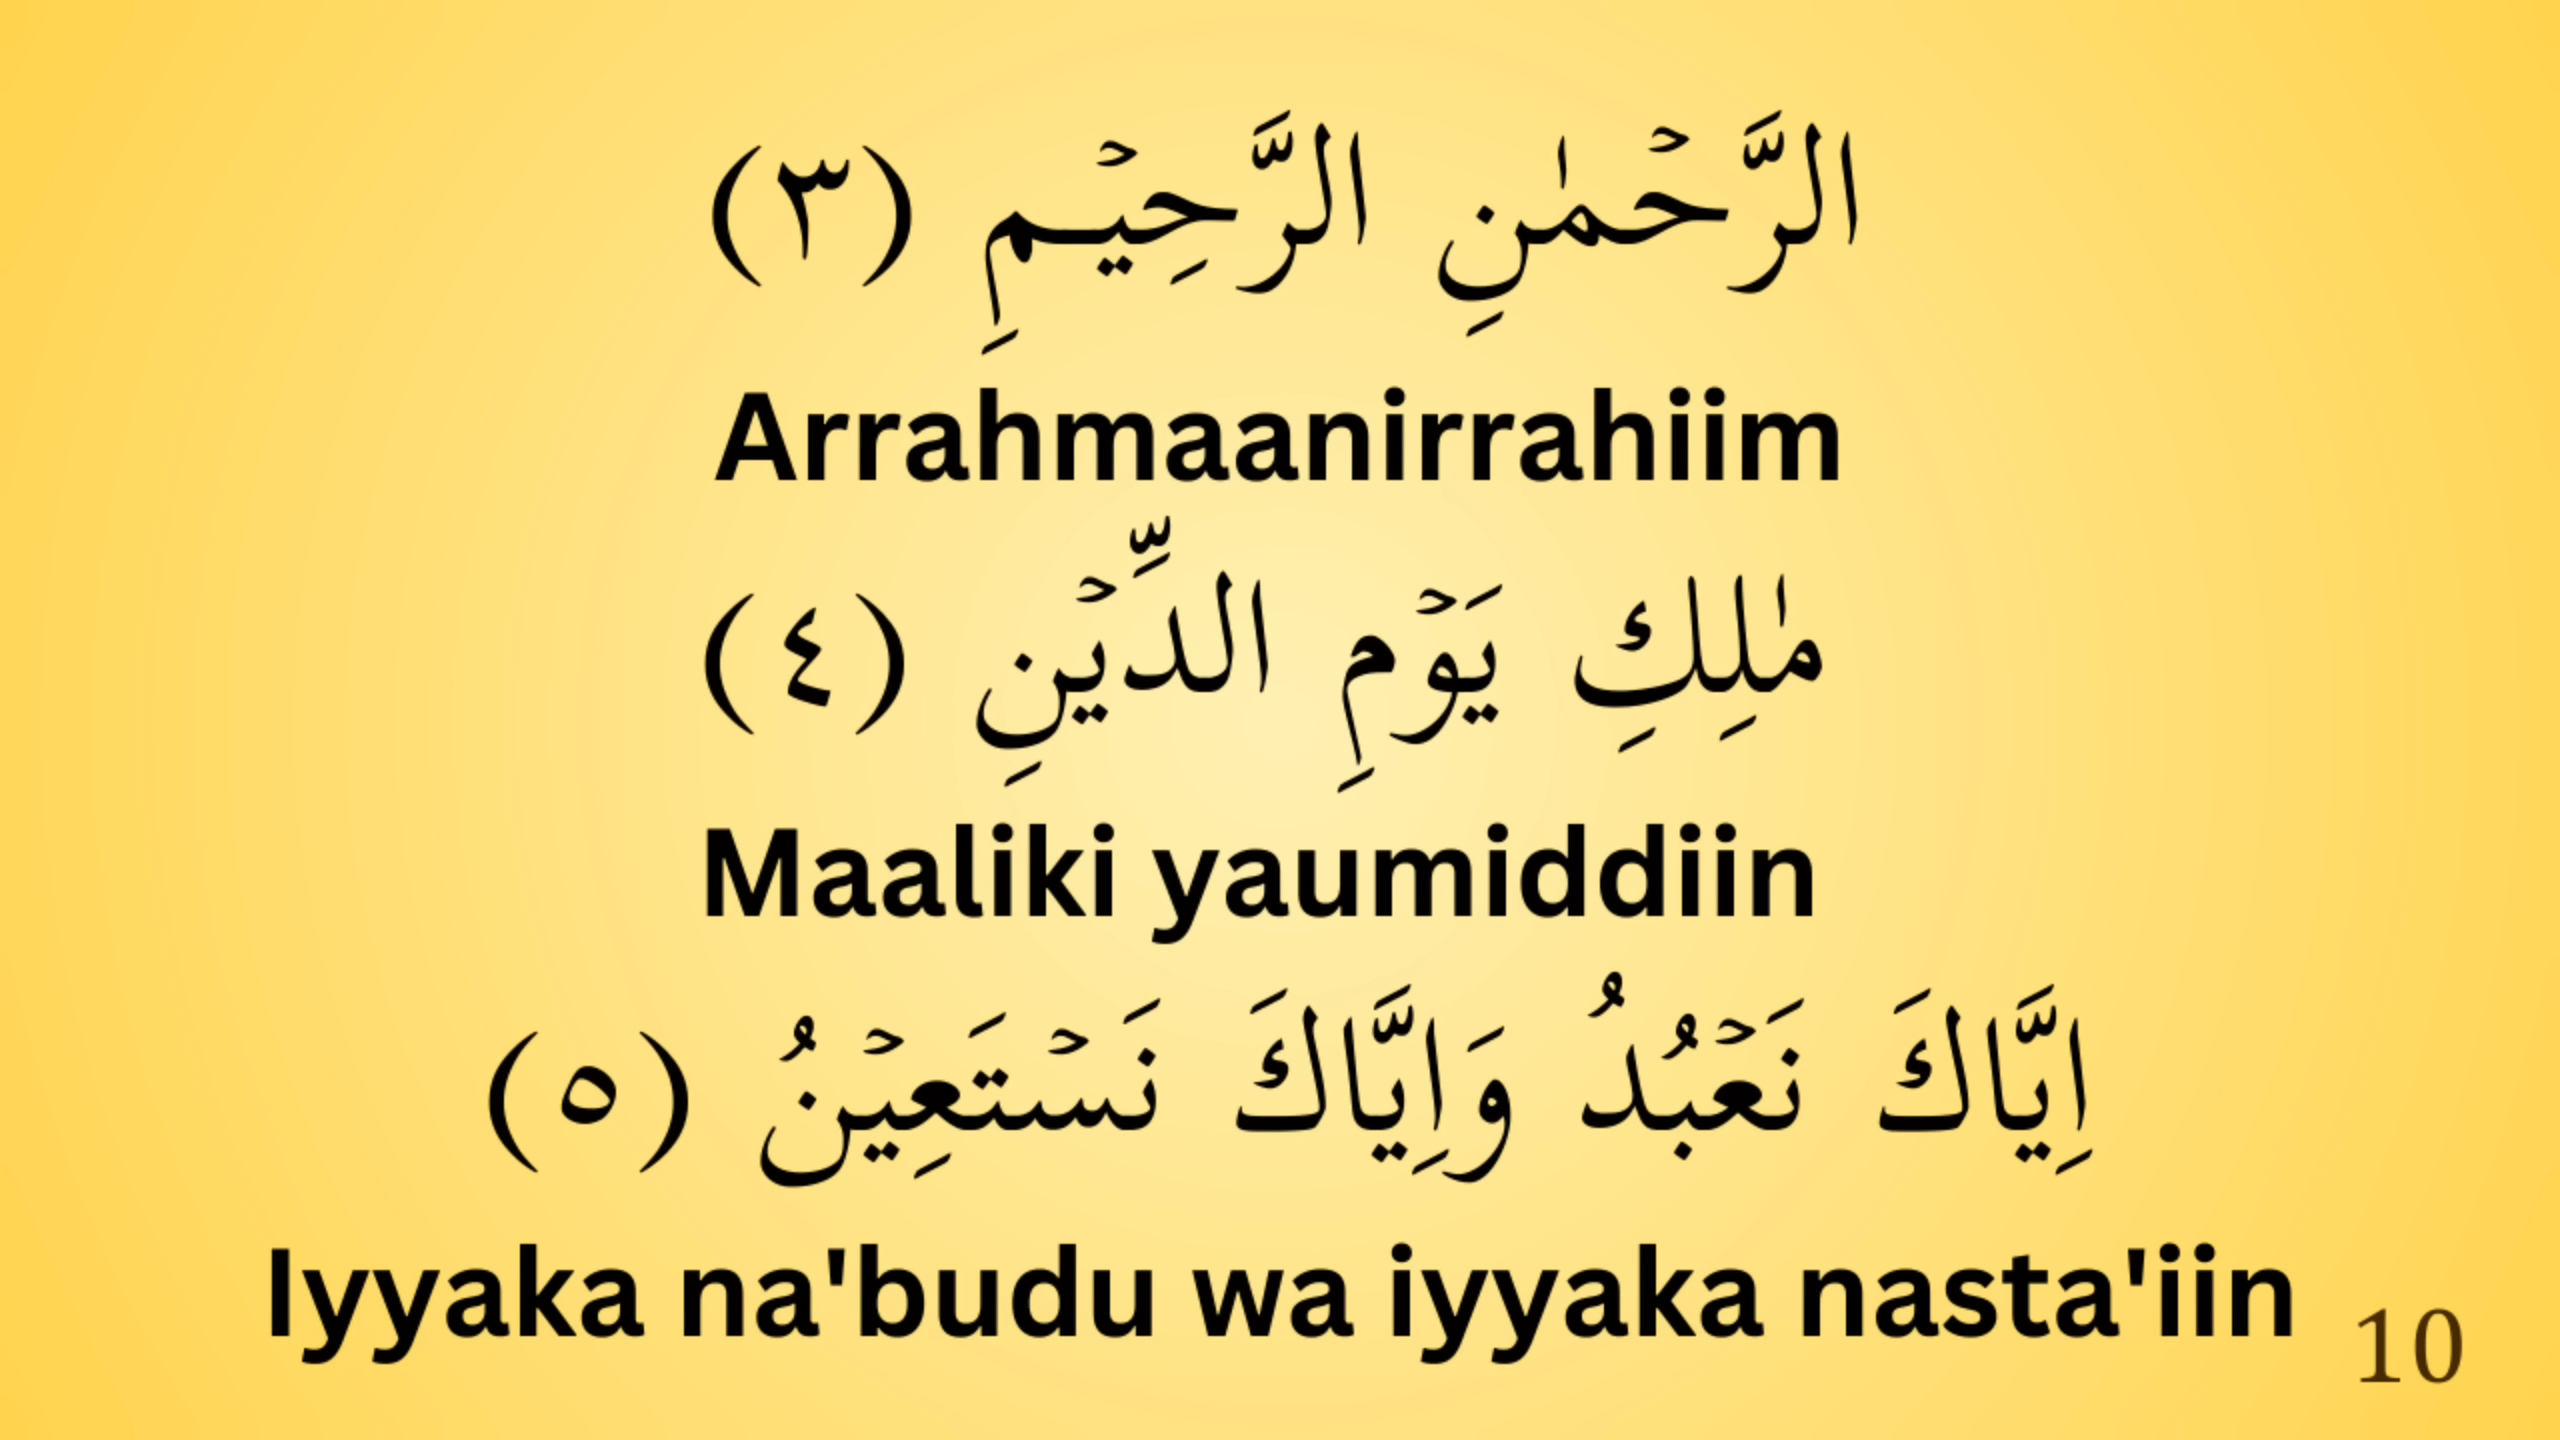 الرَّحْمٰنِ الرَّحِيْمِ (٣)
Arrahmaanirrahiim
مٰلِكِ يَوْمِ الدِّيْنِ (٤)
Maaliki yaumiddiin
اِيَّاكَ نَعْبُدُ وَاِيَّاكَ نَسْتَعِيْنُ (٥)
Iyyaka na'budu wa iyyaka nasta'iin
10